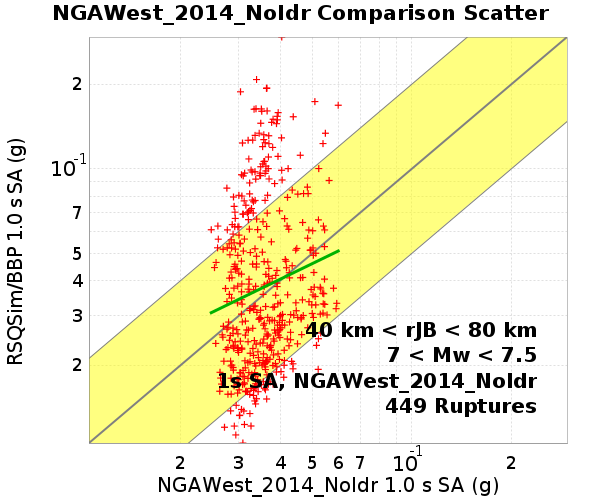 NGAWest_2014_NoIdr Comparison Scatter
RSQSim/BBP 1.0 s SA (g)
2
10-1
7
5
4
3
2
40 km < rJB < 80 km
7 < Mw < 7.5
1s SA, NGAWest_2014_NoIdr
449 Ruptures
2 3 4 5 6 7 10-1 2
NGAWest_2014_NoIdr 1.0 s SA (g)